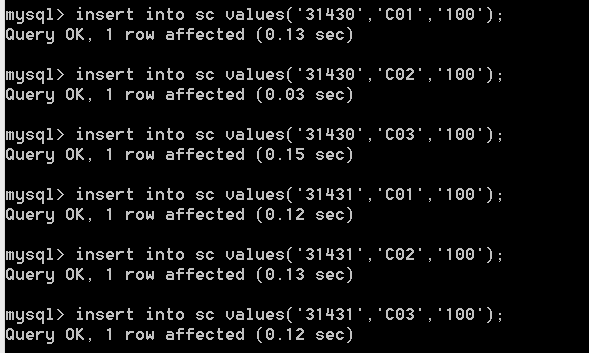 mysql> insert into sc values('31430','C01','100');
Query OK, 1 row affected (0.13 sec)
mysql> insert into sc values('31430','C02','100');
Query OK, 1 row affected (0.03 sec)
mysql> insert into sc values('31430','C03','100');
Query OK, 1 row affected (0.15 sec)
mysql> insert into sc values('31431','C01','100');
Query OK, 1 row affected (0.12 sec)
mysql> insert into sc values('31431','C02','100');
Query OK, 1 row affected (0.13 sec)
mysql> insert into sc values('31431','C03','100');
Query OK, 1 row affected (0.12 sec)